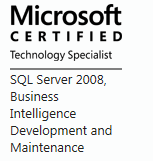 Microsoft
CERTIFIED
Technology Specialist
SQL Server 2008,
Business
Intelligence
Development and
Maintenance